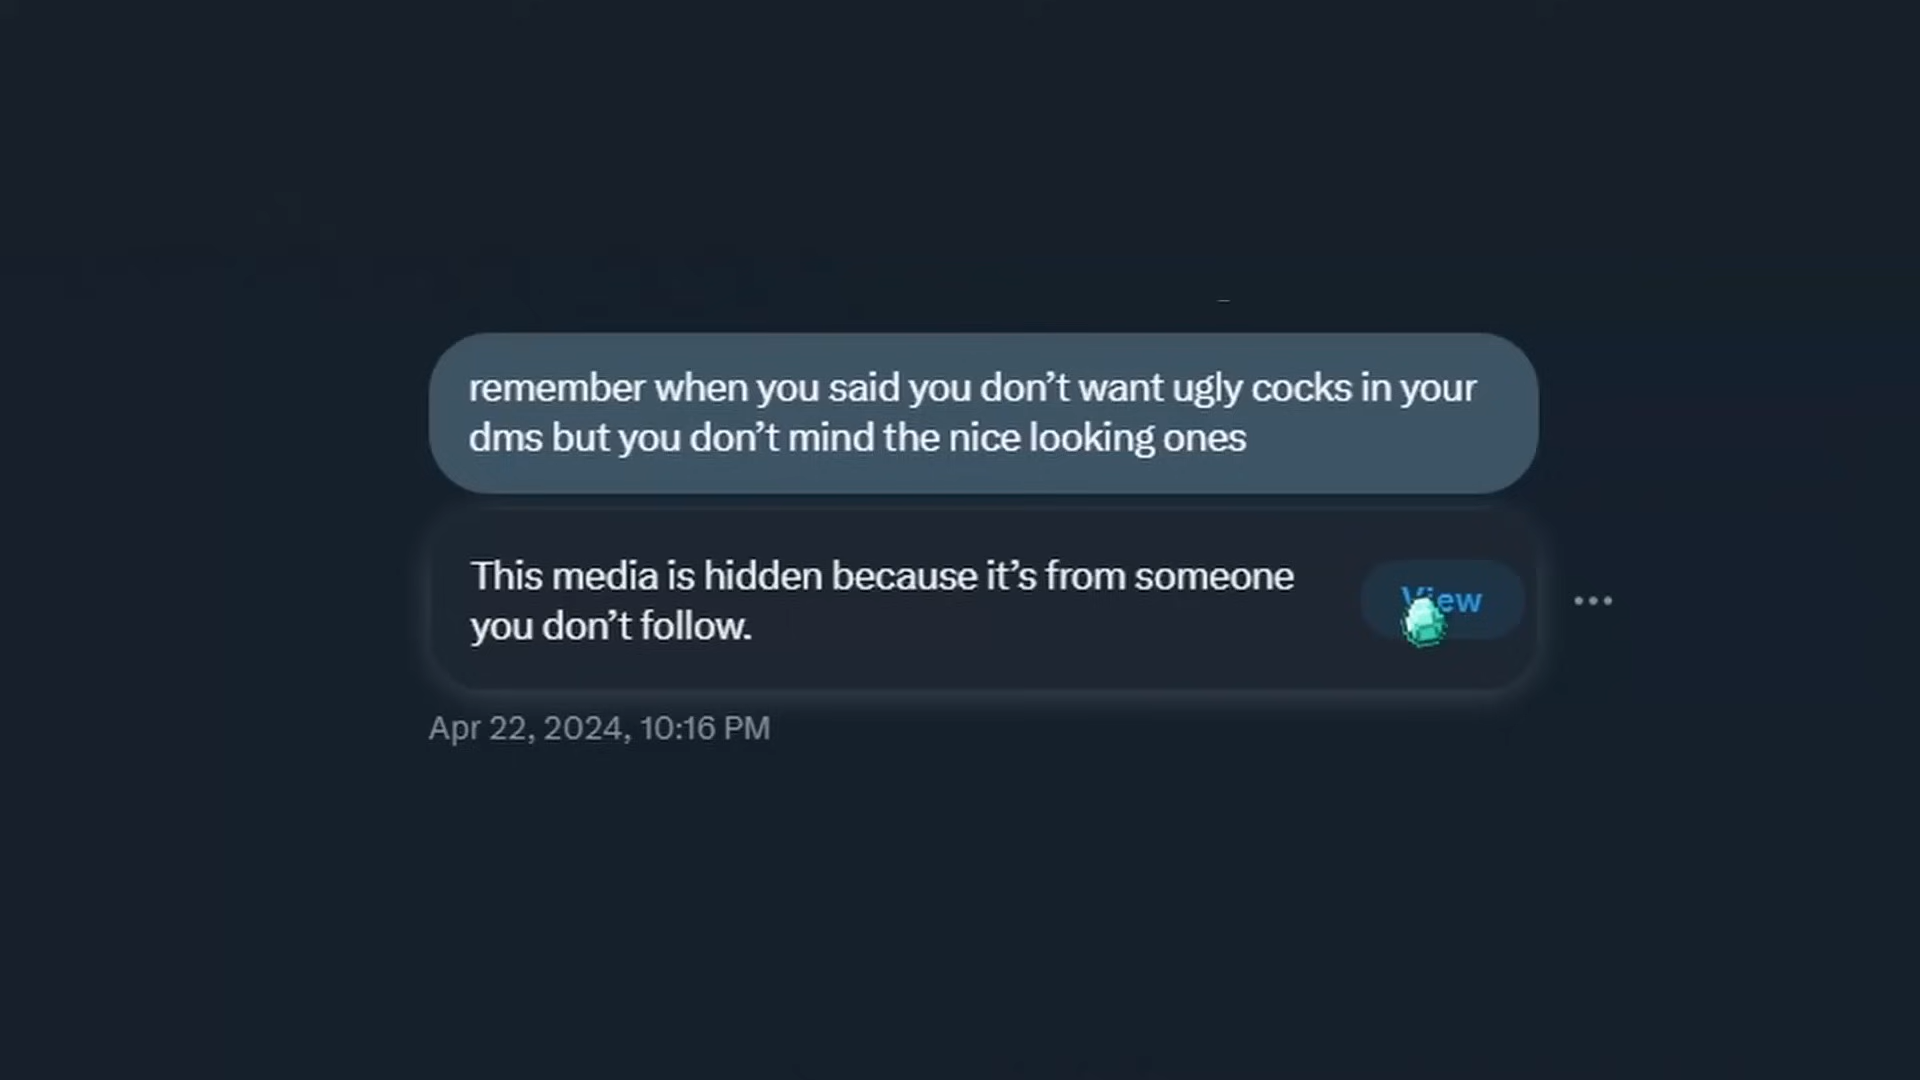 remember when you said you don't want ugly cocks in your
dms but you don't mind the nice looking ones
This media is hidden because it's from someone
you don't follow.
View
Apr 22, 2024, 10:16 PM